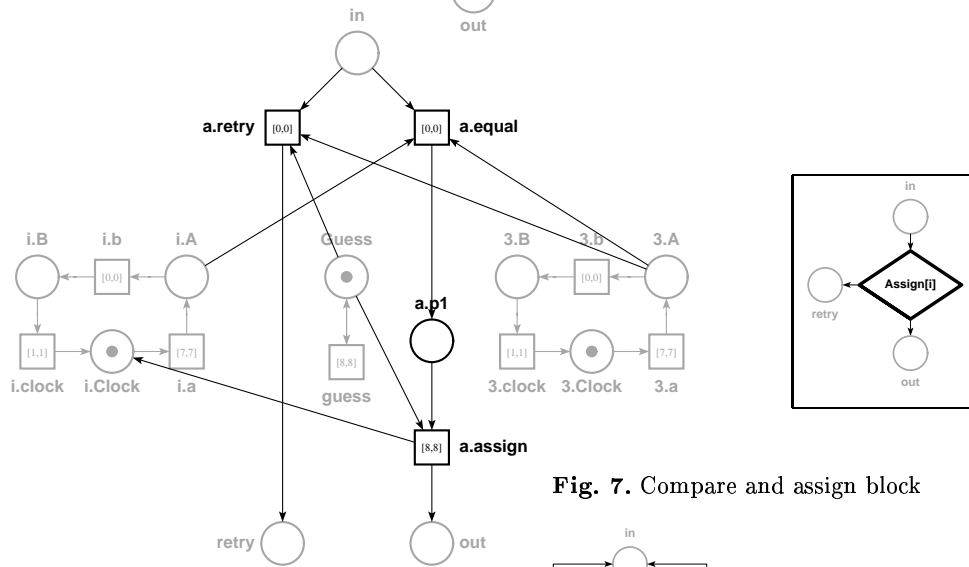 out
in
a.retry
[0,0]
[0,0]
a.equal
i.B
i.b
i.A
Guess
3.B
3.b
3.A
[0,0]
[0,0]
a.p1
[1,1]
[7,7]
[8,8]
[1,1]
[7,7]
i.clock
i.Clock
i.a
guess
3.clock
3.Clock
3.a
[8,8]
a.assign
retry
out
in
Assign[i]
retry
out
Fig. 7. Compare and assign block
in